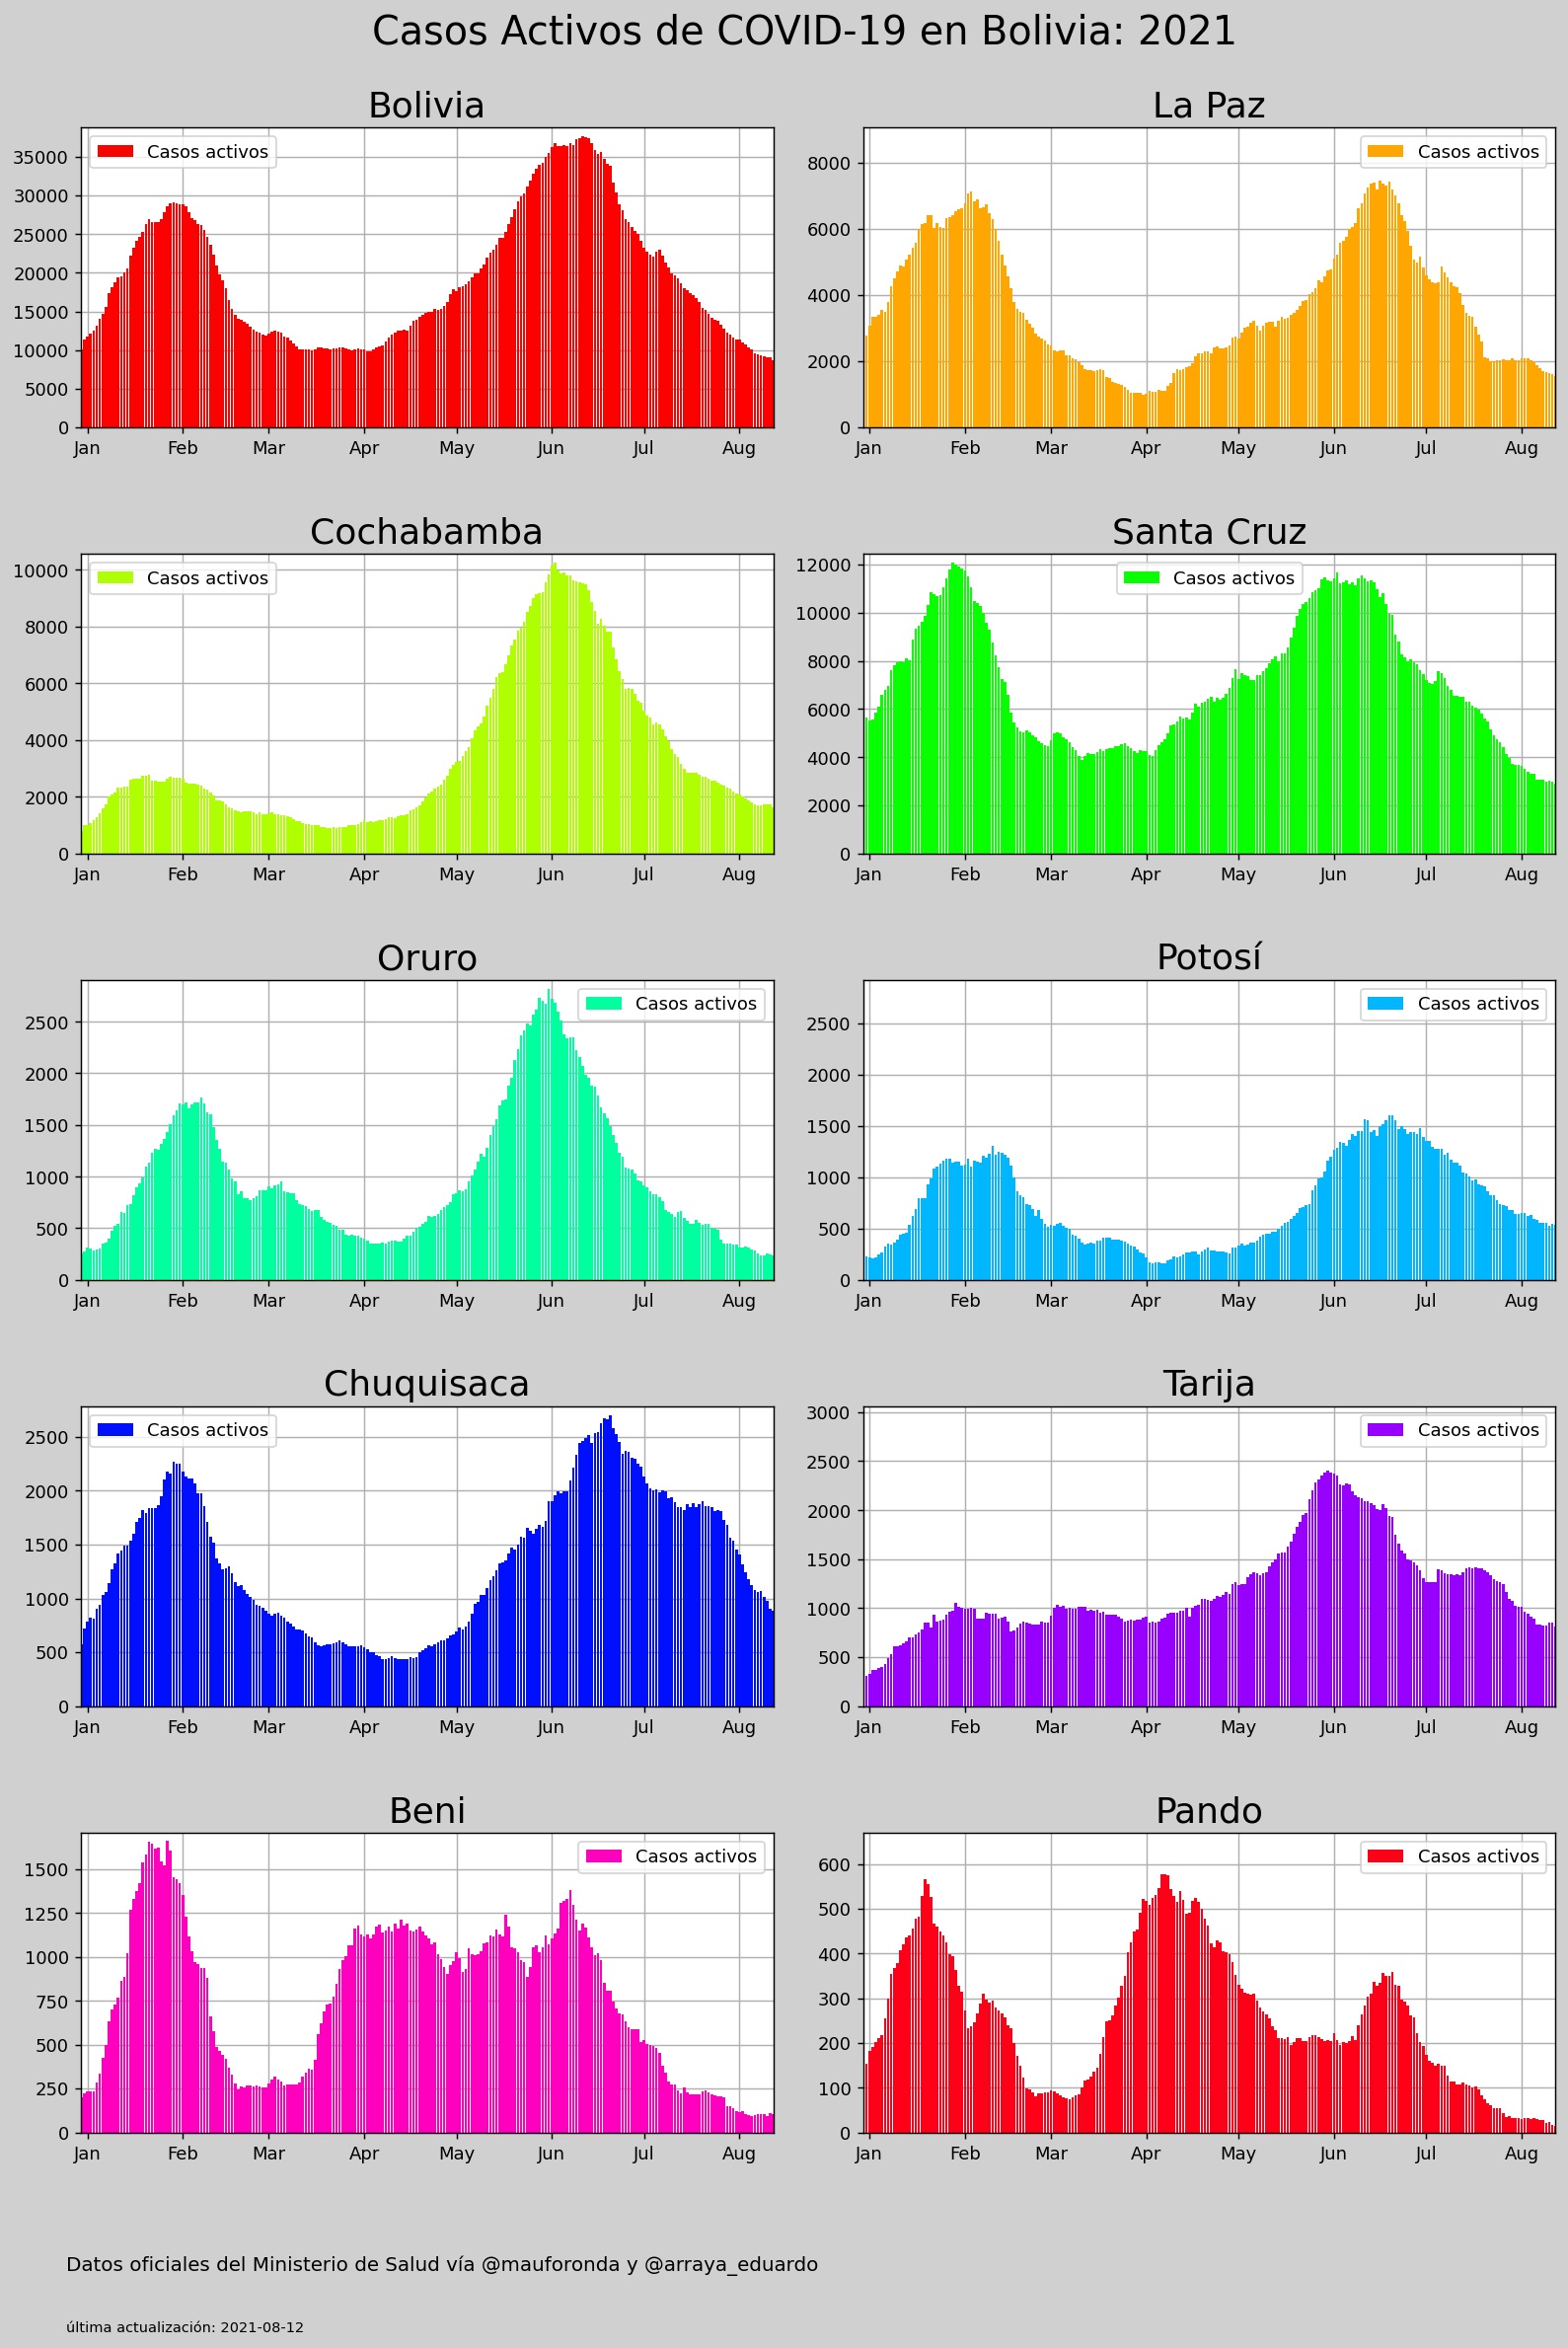 Casos Activos de COVID-19 en Bolivia: 2021
Bolivia
Casos activos
35000
30000
25000
20000
15000
10000
5000
0
Jan Feb Mar Apr May Jun Jul Aug
La Paz
Casos activos
8000
6000
4000
2000
0
Jan Feb Mar Apr May Jun Jul Aug
Cochabamba
Casos activos
10000
8000
6000
4000
2000
0
Jan Feb Mar Apr May Jun Jul Aug
Santa Cruz
Casos activos
12000
10000
8000
6000
4000
2000
0
Jan Feb Mar Apr May Jun Jul Aug
Oruro
Casos activos
2500
2000
1500
1000
500
0
Jan Feb Mar Apr May Jun Jul Aug
Potosí
Casos activos
2500
2000
1500
1000
500
0
Jan Feb Mar Apr May Jun Jul Aug
Chuquisaca
Casos activos
2500
2000
1500
1000
500
0
Jan Feb Mar Apr May Jun Jul Aug
Tarija
Casos activos
3000
2500
2000
1500
1000
500
0
Jan Feb Mar Apr May Jun Jul Aug
Beni
Casos activos
1500
1250
1000
750
500
250
0
Jan Feb Mar Apr May Jun Jul Aug
Pando
Casos activos
600
500
400
300
200
100
0
Jan Feb Mar Apr May Jun Jul Aug
Datos oficiales del Ministerio de Salud vía @mauforonda y @arraya_eduardo
última actualización: 2021-08-12